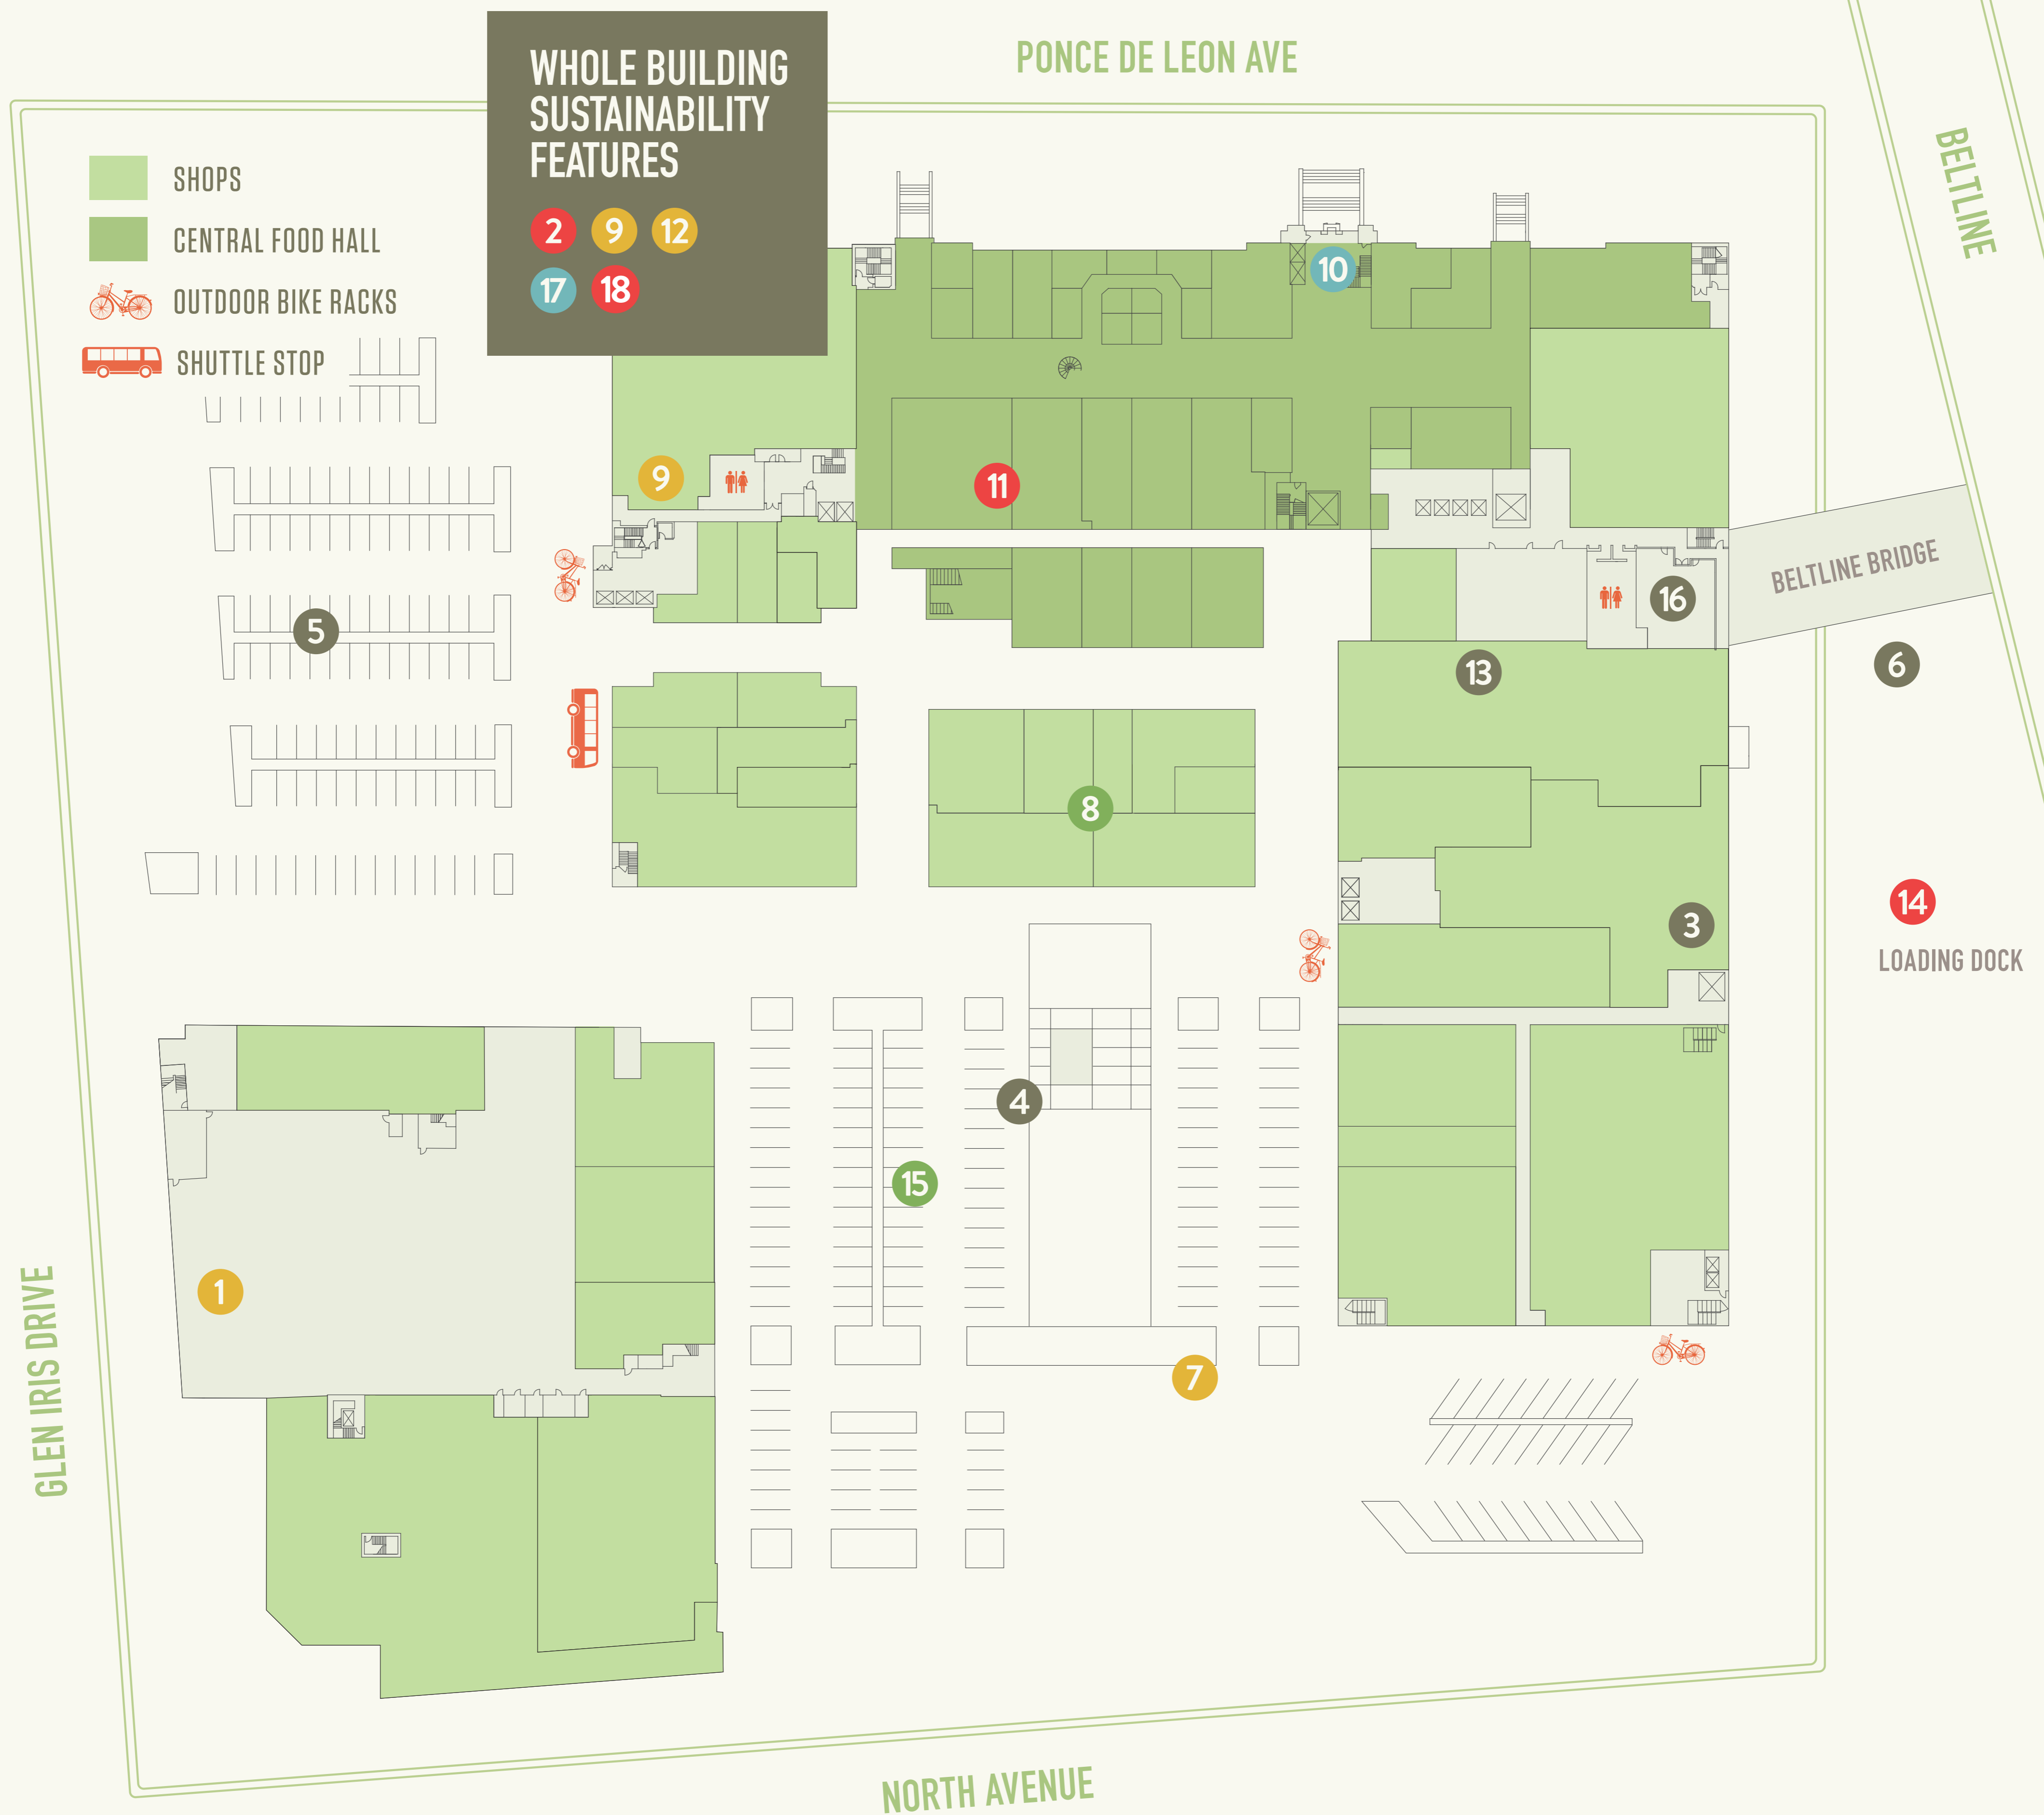 WHOLE BUILDING
SUSTAINABILITY
FEATURES
2 9 12
17 18
PONCE DE LEON AVE
BELTLINE
SHOPS
CENTRAL FOOD HALL
OUTDOOR BIKE RACKS
SHUTTLE STOP
10
9
11
BELTLINE BRIDGE
16
5
13
6
8
14
3
LOADING DOCK
4
15
1
7
GLEN IRIS DRIVE
NORTH AVENUE